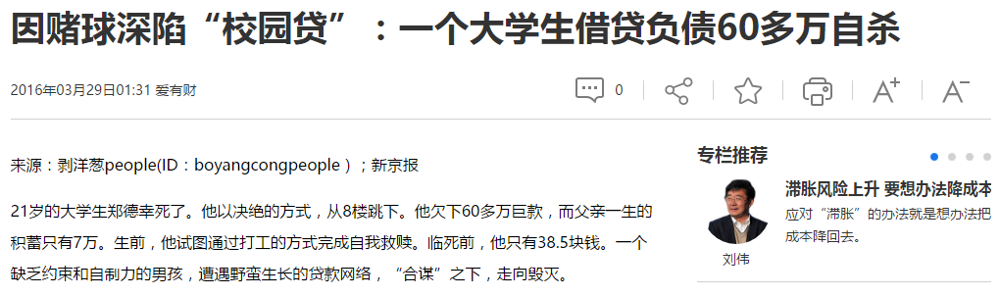 因赌球深陷“校园贷”：一个大学生借贷负债60多万自杀
2016年03月29日01:31 爱有财
0
A+
A-
来源：剥洋葱people(ID：boyangcongpeople）；新京报
21岁的大学生郑德幸死了。他以决绝的方式，从8楼跳下。他欠下60多万巨款，而父亲一生的
积蓄只有7万。生前，他试图通过打工的方式完成自我救赎。临死前，他只有38.5块钱。一个
缺乏约束和自制力的男孩，遭遇野蛮生长的贷款网络，“合谋”之下，走向毁灭。
专栏推荐
滞胀风险上升 要想办法降成本
应对“滞胀”的办法就是想办法把
成本降回去。
刘伟